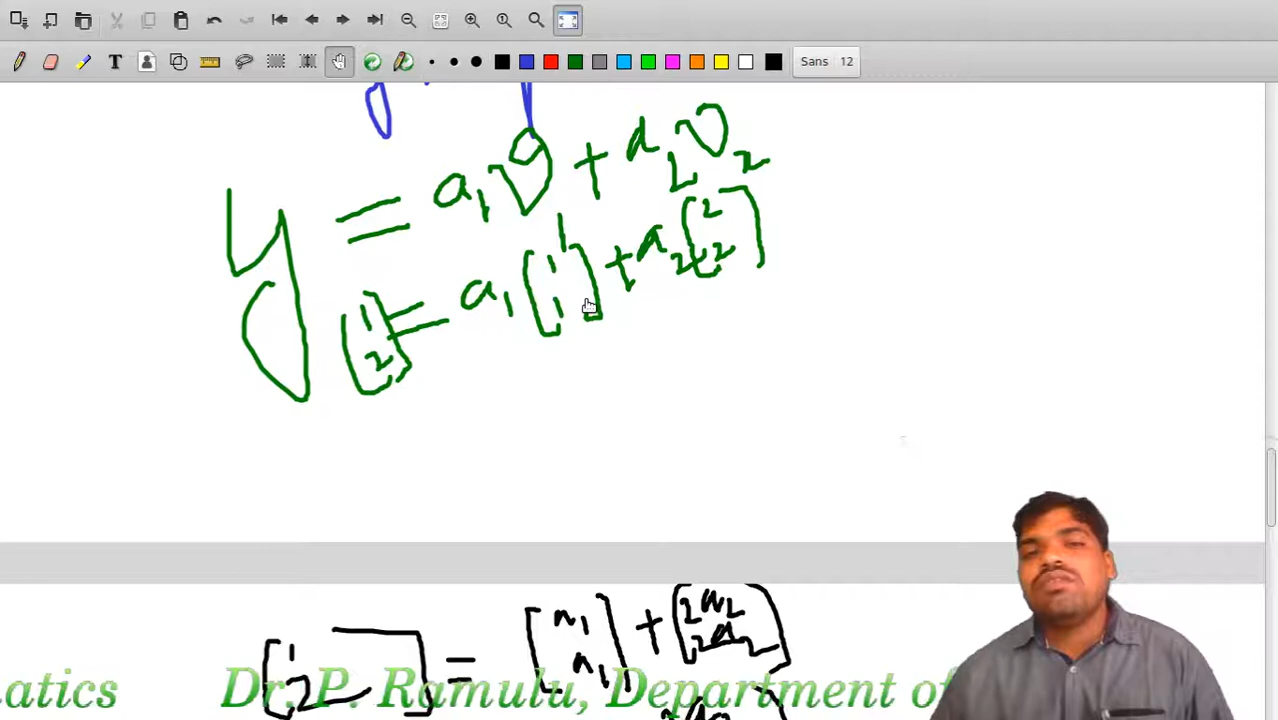 Sans 12
y = a₁v + a₂v₂
[1 2] = a₁[1 1] + a₂[2 2]
[1 2] = [a₁ a₁] + [2a₂ 2a₂]
atics Dr. P. Ramulu, Department of